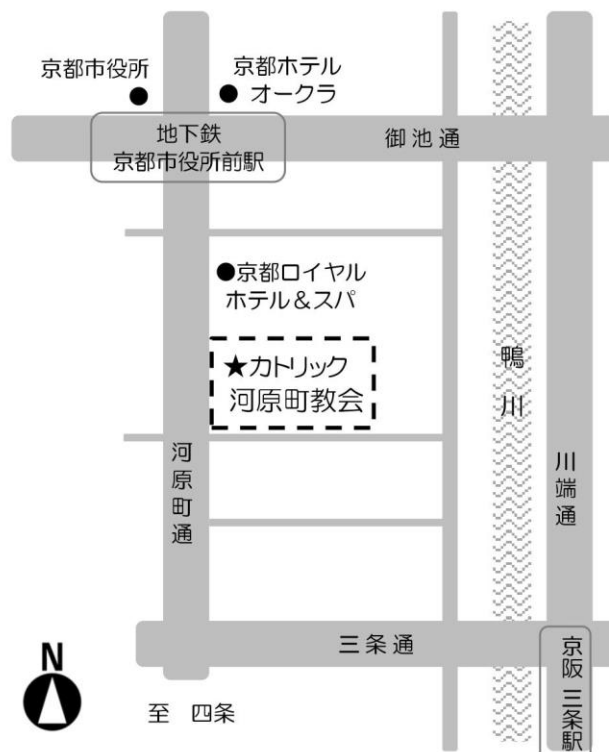 京都市役所
京都ホテル
オークラ
地下鉄
京都市役所前駅
御池通
●京都ロイヤル
ホテル＆スパ
★カトリック
河原町教会
鴨川
河原町通
川端通
三条通
京阪 三条駅
N
至 四条